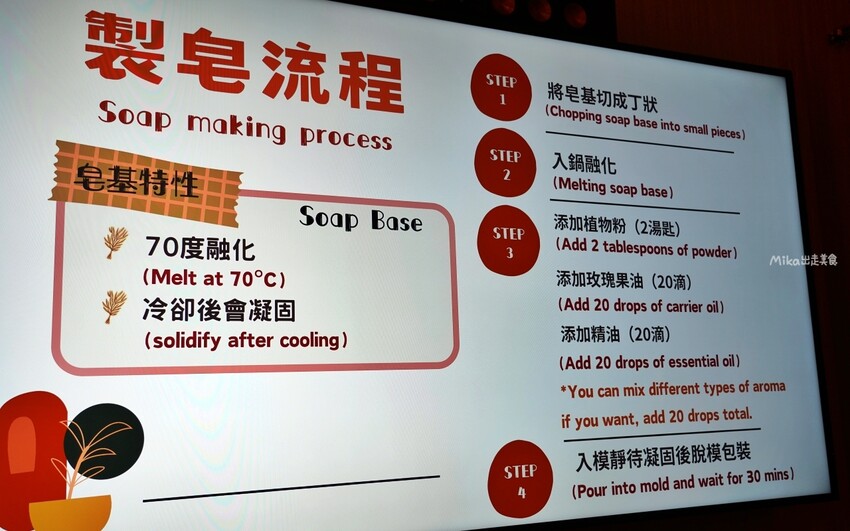 製皂流程
Soap making process
皂基特性
Soap Base
70度融化
(Melt at 70°C)
冷卻後會凝固
(solidify after cooling)
STEP
1
將皂基切成丁狀
(Chopping soap base into small pieces)
STEP
2
入鍋融化
(Melting soap base)
STEP
3
添加植物粉（2湯匙）
(Add 2 tablespoons of powder)
添加玫瑰果油（20滴）
(Add 20 drops of carrier oil)
添加精油（20滴）
(Add 20 drops of essential oil)
*You can mix different types of aroma
if you want, add 20 drops total.
STEP
4
入模靜待凝固後脫模包裝
(Pour into mold and wait for 30 mins)
Mika出走美食